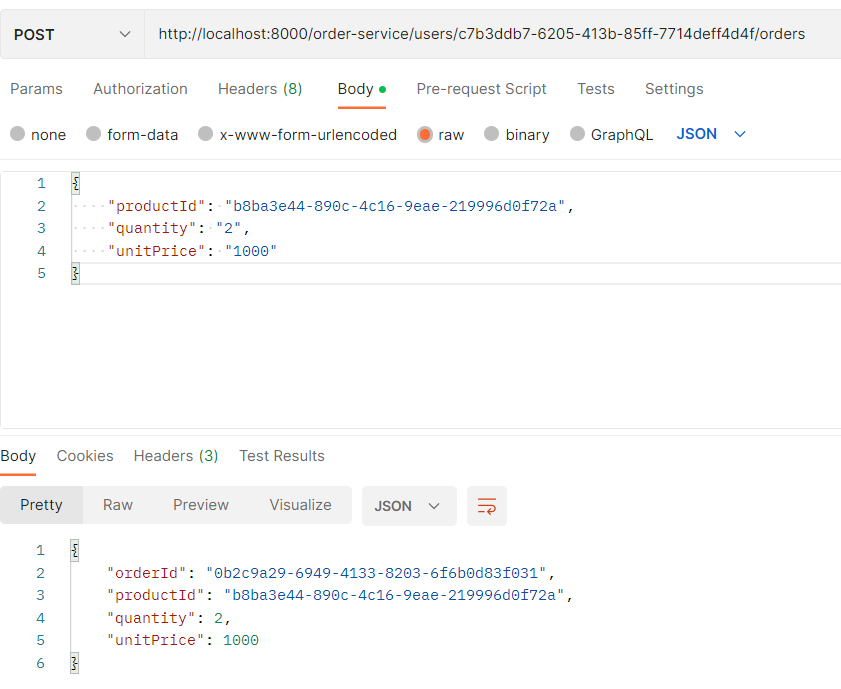 POST http://localhost:8000/order-service/users/c7b3ddb7-6205-413b-85ff-7714deff4d4f/orders
Params Authorization Headers (8) Body Pre-request Script Tests Settings
none form-data x-www-form-urlencoded raw binary GraphQL JSON
1 {
2 ····"productId": "b8ba3e44-890c-4c16-9eae-219996d0f72a",
3 ····"quantity": "2",
4 ····"unitPrice": "1000"
5 }
Body Cookies Headers (3) Test Results
Pretty Raw Preview Visualize JSON
1 {
2 "orderId": "0b2c9a29-6949-4133-8203-6f6b0d83f031",
3 "productId": "b8ba3e44-890c-4c16-9eae-219996d0f72a",
4 "quantity": 2,
5 "unitPrice": 1000
6 }